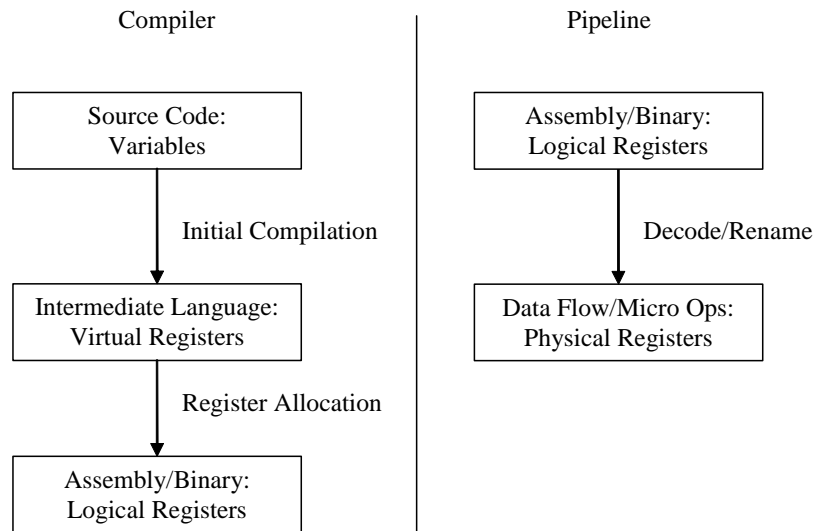 Compiler
Source Code:
Variables
Initial Compilation
Intermediate Language:
Virtual Registers
Register Allocation
Assembly/Binary:
Logical Registers
Pipeline
Assembly/Binary:
Logical Registers
Decode/Rename
Data Flow/Micro Ops:
Physical Registers